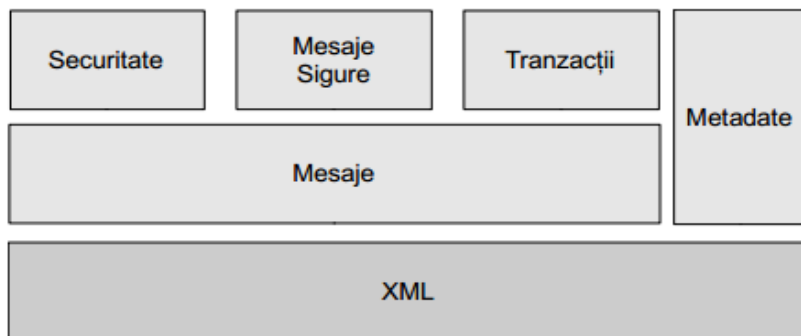 Securitate
Mesaje
Sigure
Tranzacții
Metadate
Mesaje
XML